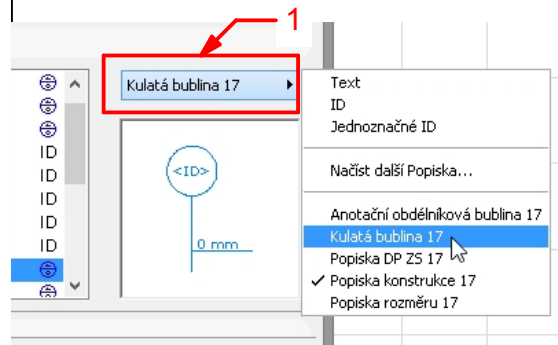 1
Kulatá bublina 17
ID
ID
ID
ID
ID
<ID>
0 mm
Text
ID
Jednoznačné ID
Načíst další Popiska...
Anotační obdélníková bublina 17
Kulatá bublina 17
Popiska DP ZS 17
Popiska konstrukce 17
Popiska rozměru 17